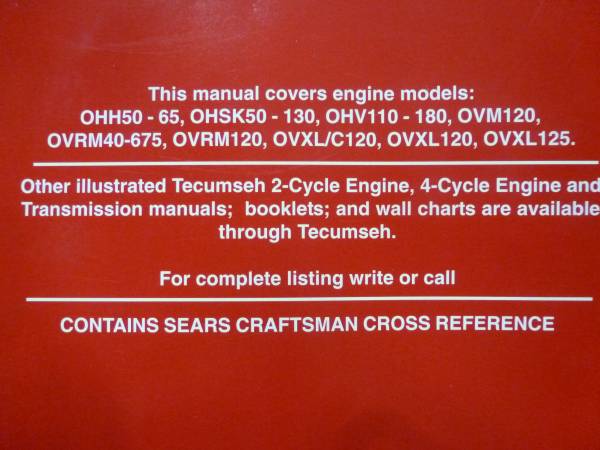 This manual covers engine models:
OHH50 - 65, OHSK50 - 130, OHV110 - 180, OVM120,
OVRM40-675, OVRM120, OVXL/C120, OVXL120, OVXL125.
Other illustrated Tecumseh 2-Cycle Engine, 4-Cycle Engine and
Transmission manuals; booklets; and wall charts are available
through Tecumseh.
For complete listing write or call
CONTAINS SEARS CRAFTSMAN CROSS REFERENCE